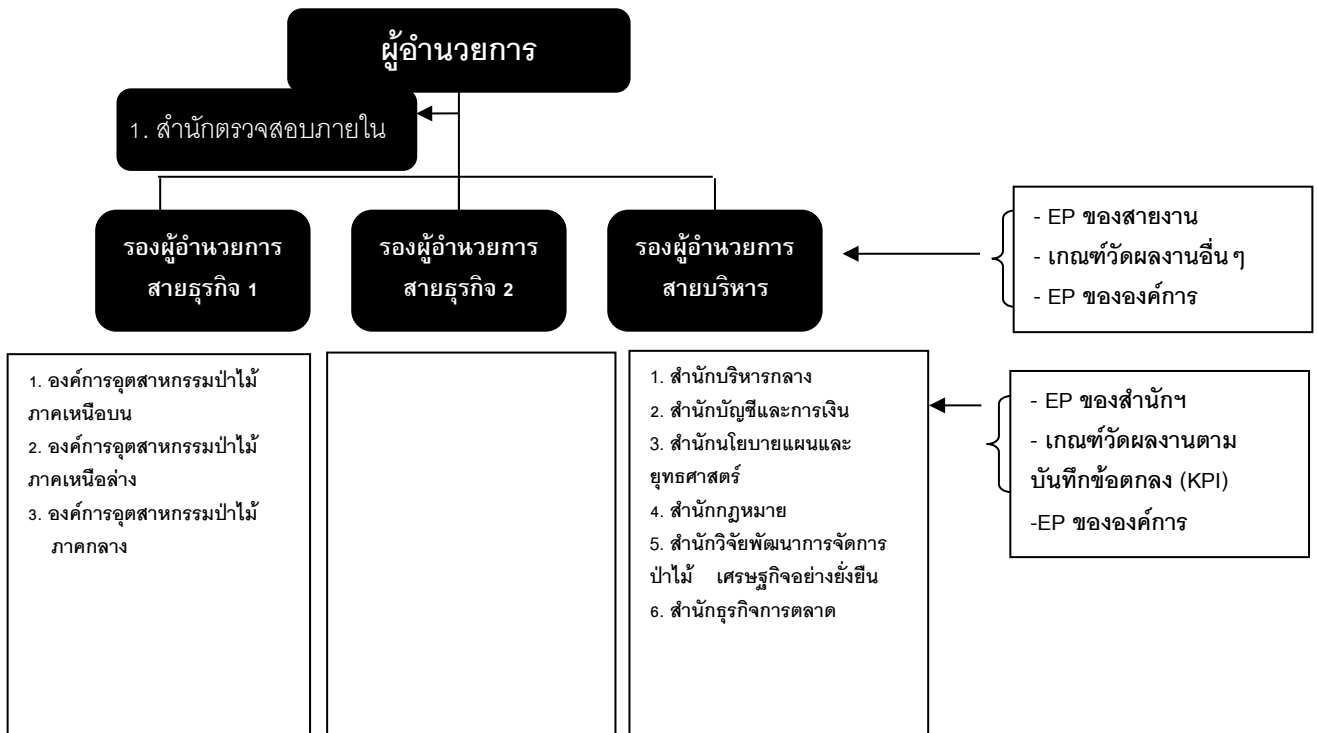 ผู้อำนวยการ
1. สำนักตรวจสอบภายใน
รองผู้อำนวยการ
สายธุรกิจ 1
รองผู้อำนวยการ
สายธุรกิจ 2
รองผู้อำนวยการ
สายบริหาร
- EP ของสายงาน
- เกณฑ์วัดผลงานอื่น ๆ
- EP ขององค์การ
1. องค์การอุตสาหกรรมป่าไม้
ภาคเหนือบน
2. องค์การอุตสาหกรรมป่าไม้
ภาคเหนือล่าง
3. องค์การอุตสาหกรรมป่าไม้
ภาคกลาง
1. สำนักบริหารกลาง
2. สำนักบัญชีและการเงิน
3. สำนักนโยบายแผนและ
ยุทธศาสตร์
4. สำนักกฎหมาย
5. สำนักวิจัยพัฒนาการจัดการ
ป่าไม้ เศรษฐกิจอย่างยั่งยืน
6. สำนักธุรกิจการตลาด
- EP ของสำนักฯ
- เกณฑ์วัดผลงานตาม
บันทึกข้อตกลง (KPI)
-EP ขององค์การ